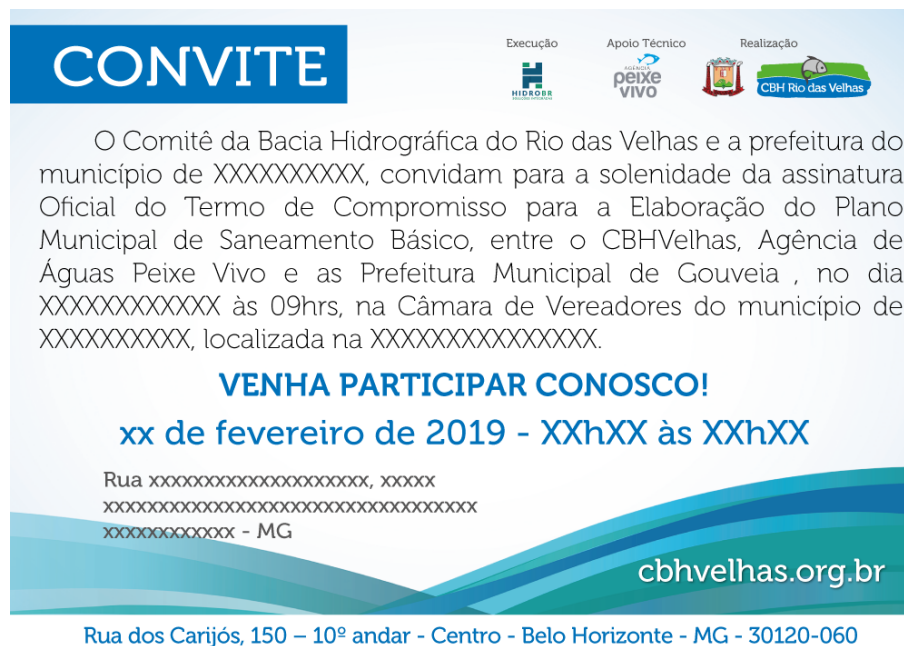 CONVITE
Execução
Apoio Técnico
Realização
HIDROBR
AGÊNCIA
peixe
vivo
CBH Rio das Velhas
O Comitê da Bacia Hidrográfica do Rio das Velhas e a prefeitura do
município de XXXXXXXXXX, convidam para a solenidade da assinatura
Oficial do Termo de Compromisso para a Elaboração do Plano
Municipal de Saneamento Básico, entre o CBHVelhas, Agência de
Águas Peixe Vivo e as Prefeitura Municipal de Gouveia , no dia
XXXXXXXXXXXX às 09hrs, na Câmara de Vereadores do município de
XXXXXXXXXX, localizada na XXXXXXXXXXXXXXX.
VENHA PARTICIPAR CONOSCO!
xx de fevereiro de 2019 - XXhXX às XXhXX
Rua xxxxxxxxxxxxxxxxxxxx, xxxxx
xxxxxxxxxxxxxxxxxxxxxxxxxxxxxxxxxx
xxxxxxxxxxxx - MG
cbhvelhas.org.br
Rua dos Carijós, 150 – 10º andar - Centro - Belo Horizonte - MG - 30120-060